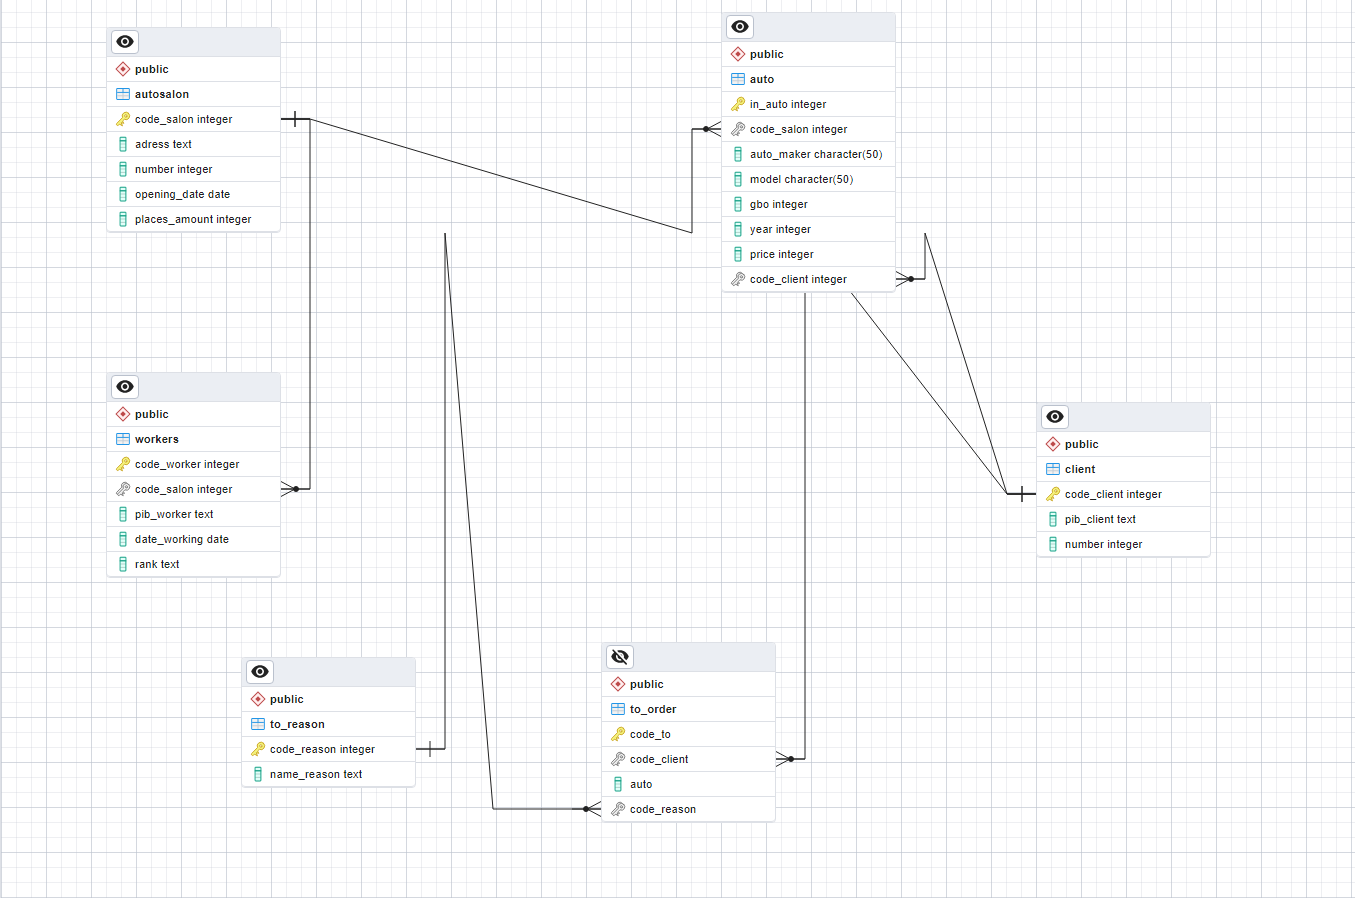 public
autosalon
code_salon integer
adress text
number integer
opening_date date
places_amount integer
public
auto
in_auto integer
code_salon integer
auto_maker character(50)
model character(50)
gbo integer
year integer
price integer
code_client integer
public
workers
code_worker integer
code_salon integer
pib_worker text
date_working date
rank text
public
client
code_client integer
pib_client text
number integer
public
to_reason
code_reason integer
name_reason text
public
to_order
code_to
code_client
auto
code_reason